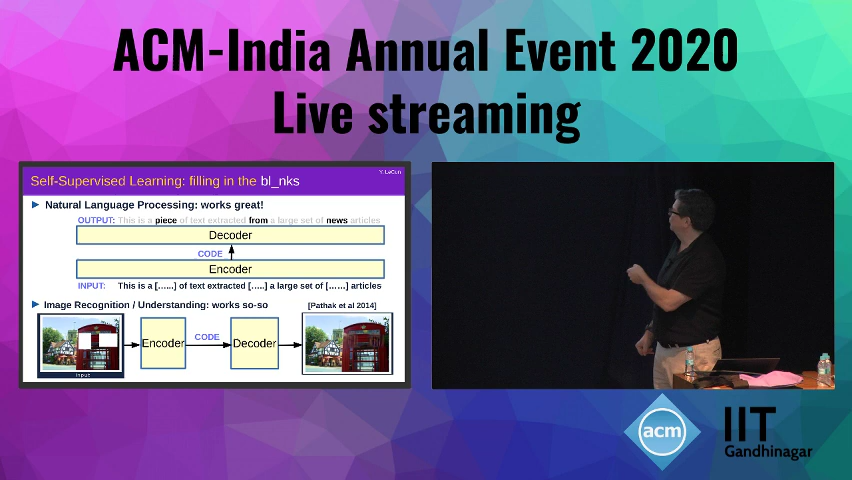 ACM-India Annual Event 2020
Live streaming
Y. LeCun
Self-Supervised Learning: filling in the bl_nks
Natural Language Processing: works great!
OUTPUT: This is a piece of text extracted from a large set of news articles
Decoder
CODE
Encoder
INPUT: This is a [......] of text extracted [.....] a large set of [......] articles
Image Recognition / Understanding: works so-so [Pathak et al 2014]
Encoder CODE Decoder
input
acm
IIT
Gandhinagar